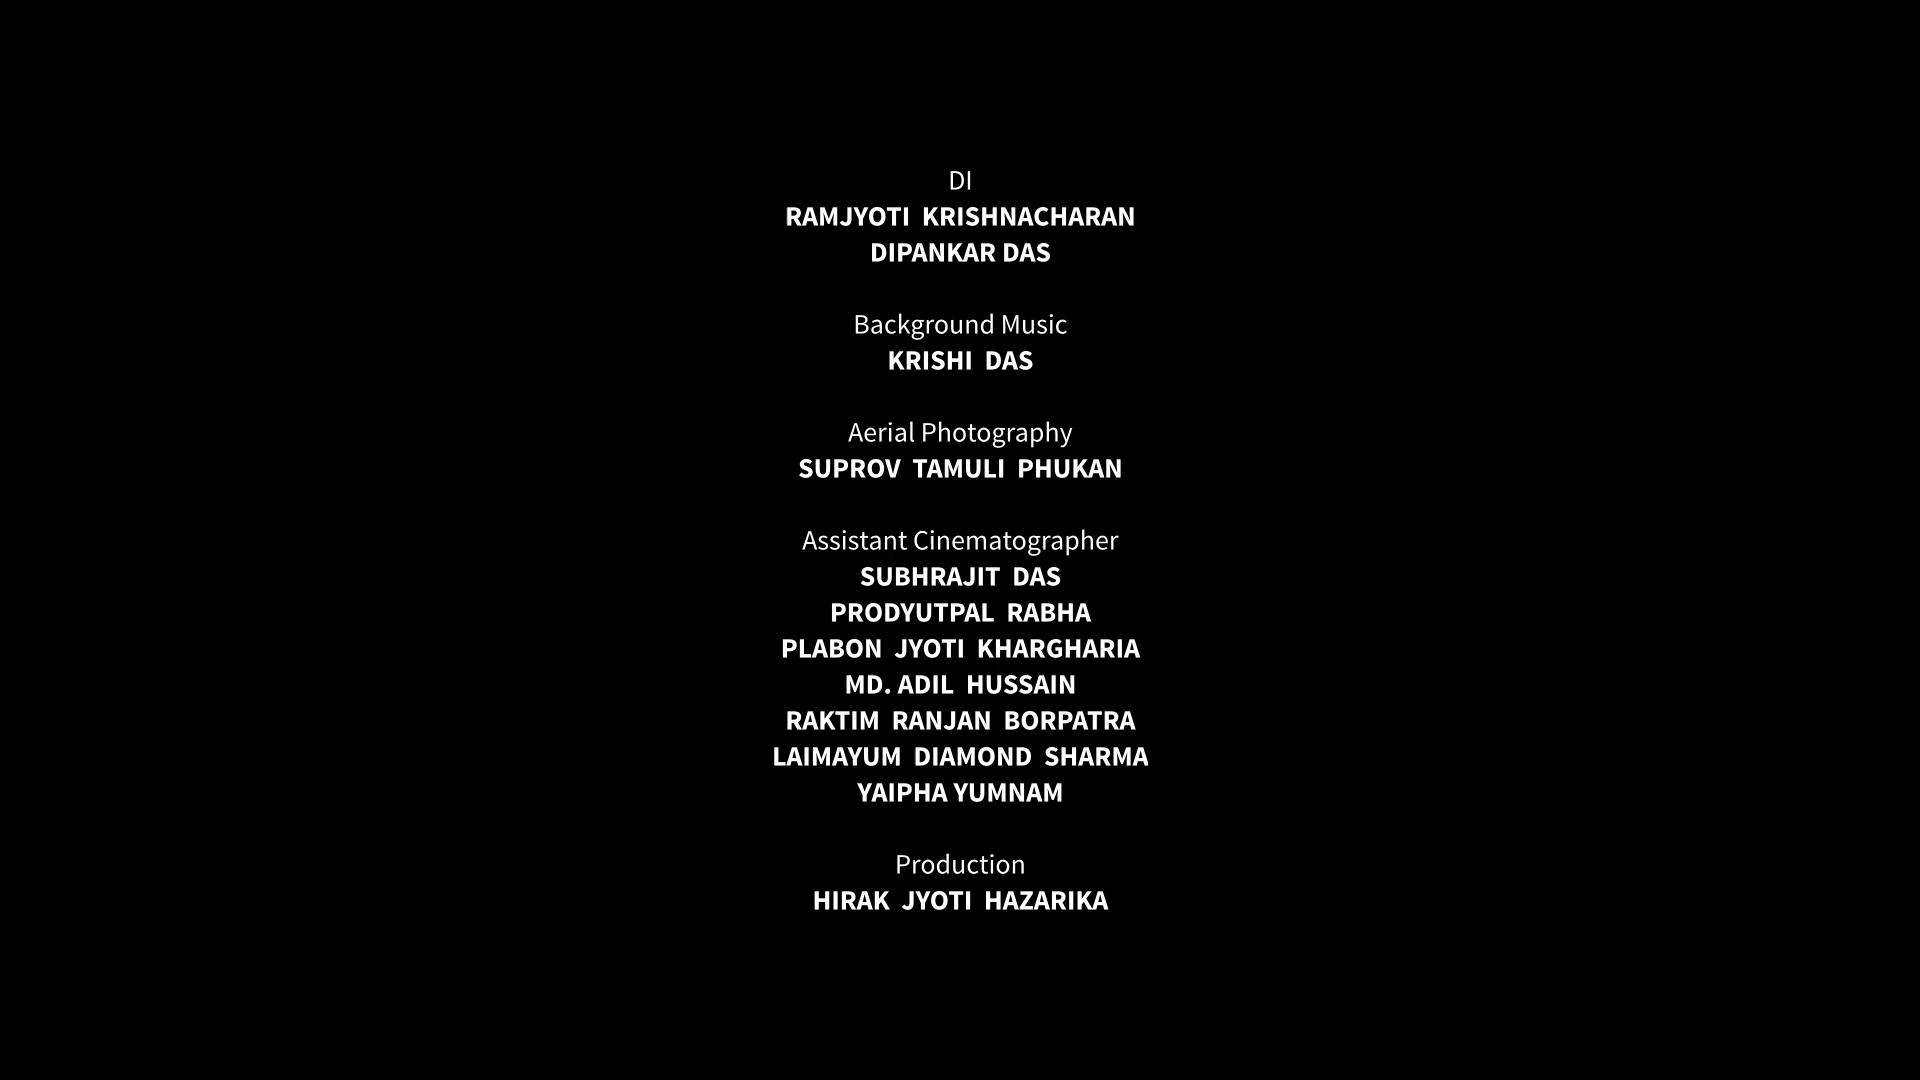 DI
RAMJYOTI KRISHNACHARAN
DIPANKAR DAS
Background Music
KRISHI DAS
Aerial Photography
SUPROV TAMULI PHUKAN
Assistant Cinematographer
SUBHRAJIT DAS
PRODYUTPAL RABHA
PLABON JYOTI KHARGHARIA
MD. ADIL HUSSAIN
RAKTIM RANJAN BORPATRA
LAIMAYUM DIAMOND SHARMA
YAIPHA YUMNAM
Production
HIRAK JYOTI HAZARIKA